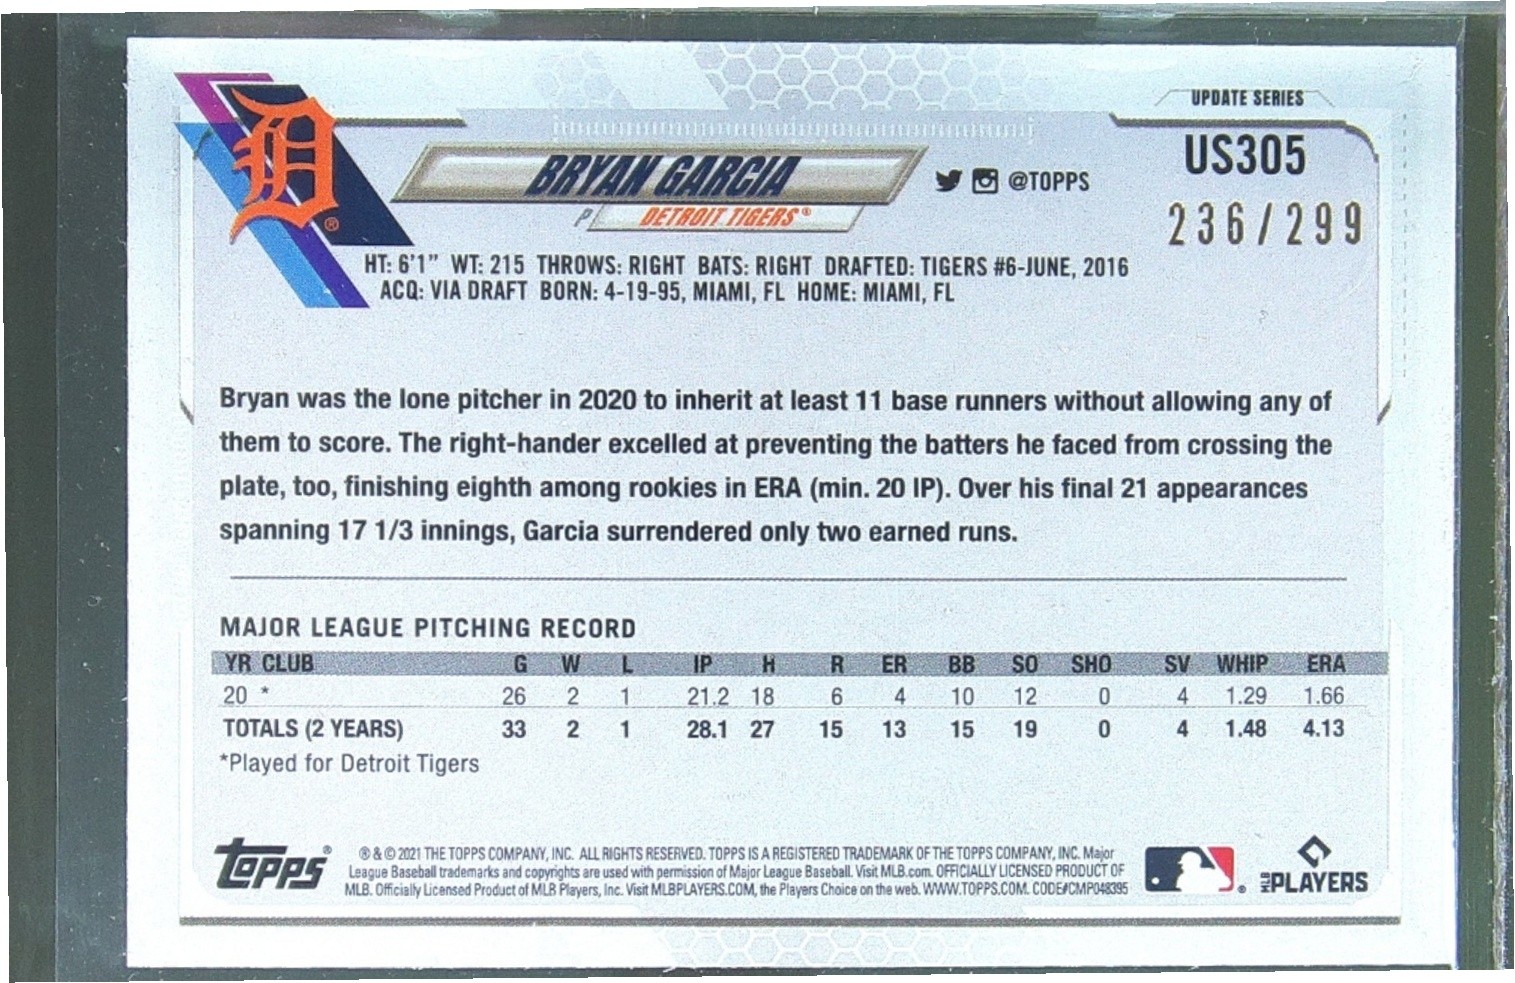 UPDATE SERIES
US305
236/299
D®
BRYAN GARCIA
@TOPPS
P DETROIT TIGERS®
HT: 6'1" WT: 215 THROWS: RIGHT BATS: RIGHT DRAFTED: TIGERS #6-JUNE, 2016
ACQ: VIA DRAFT BORN: 4-19-95, MIAMI, FL HOME: MIAMI, FL
Bryan was the lone pitcher in 2020 to inherit at least 11 base runners without allowing any of
them to score. The right-hander excelled at preventing the batters he faced from crossing the
plate, too, finishing eighth among rookies in ERA (min. 20 IP). Over his final 21 appearances
spanning 17 1/3 innings, Garcia surrendered only two earned runs.
MAJOR LEAGUE PITCHING RECORD
YR CLUB G W L IP H R ER BB SO SHO SV WHIP ERA
20 * 26 2 1 21.2 18 6 4 10 12 0 4 1.29 1.66
TOTALS (2 YEARS) 33 2 1 28.1 27 15 13 15 19 0 4 1.48 4.13
*Played for Detroit Tigers
Topps®
® & © 2021 THE TOPPS COMPANY, INC. ALL RIGHTS RESERVED. TOPPS IS A REGISTERED TRADEMARK OF THE TOPPS COMPANY, INC. Major
League Baseball trademarks and copyrights are used with permission of Major League Baseball. Visit MLB.com. OFFICIALLY LICENSED PRODUCT OF
MLB. Officially Licensed Product of MLB Players, Inc. Visit MLBPLAYERS.COM, the Players Choice on the web. WWW.TOPPS.COM. CODE#CMP048395
®
MLB PLAYERS